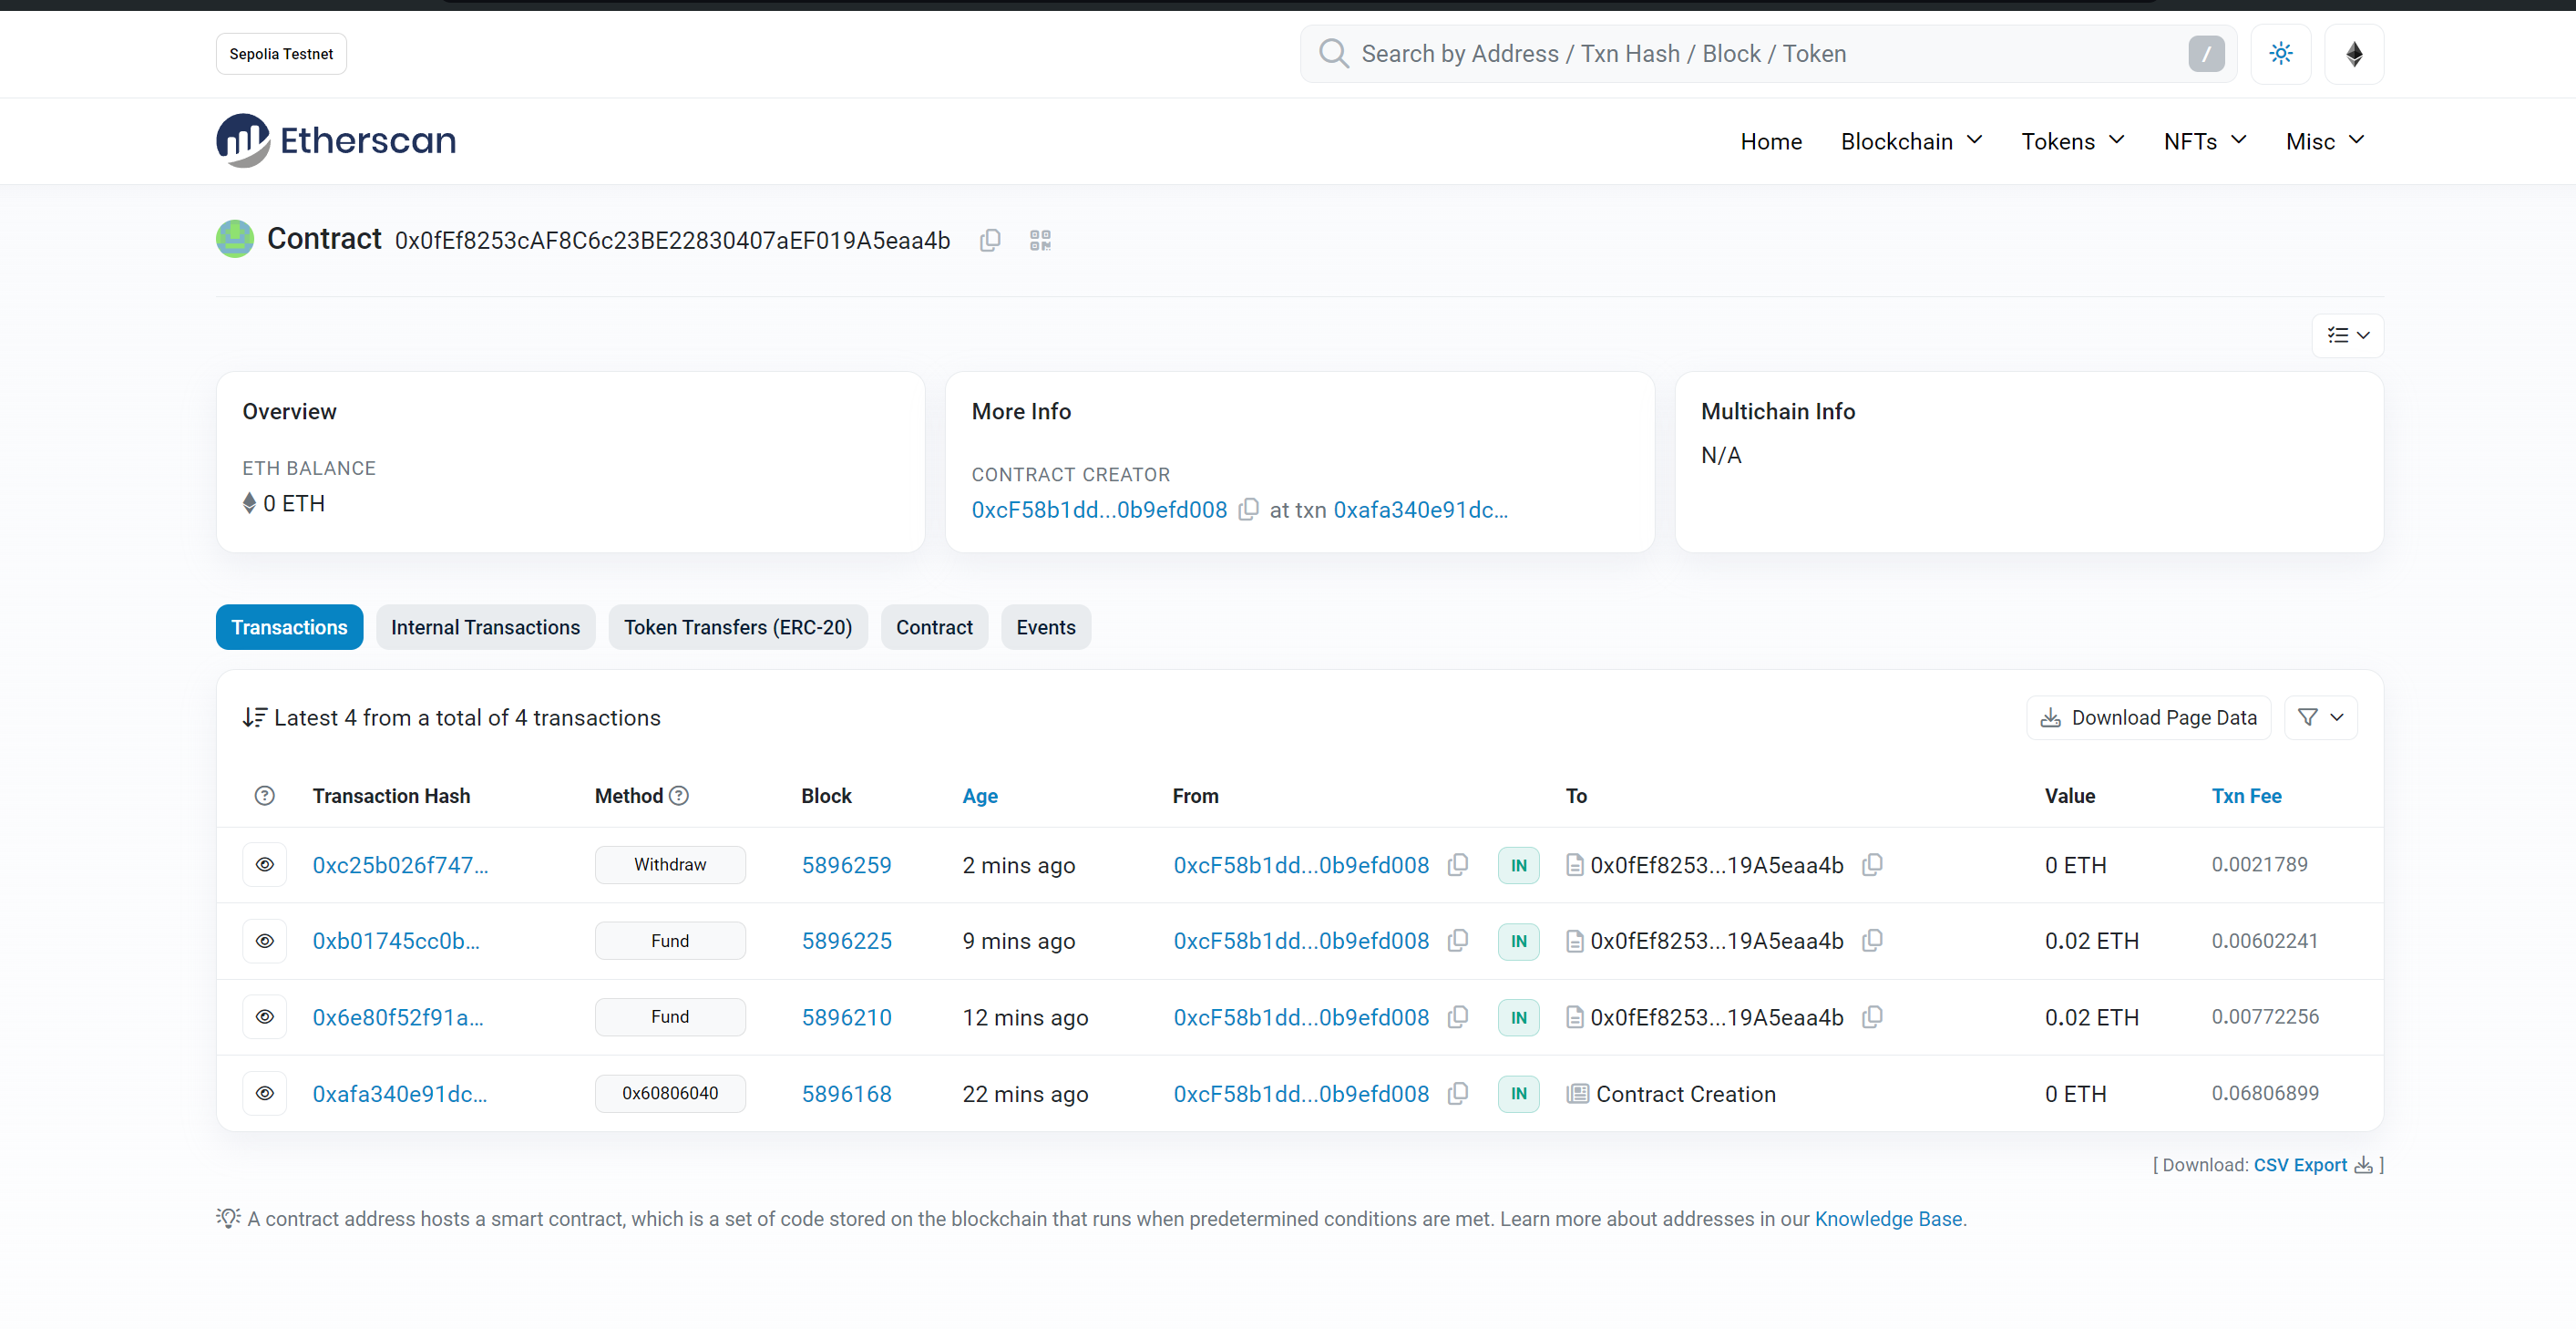 Sepolia Testnet
Search by Address / Txn Hash / Block / Token /
Etherscan Home Blockchain Tokens NFTs Misc
Contract 0x0fEf8253cAF8C6c23BE22830407aEF019A5eaa4b
Overview
ETH BALANCE
0 ETH
More Info
CONTRACT CREATOR
0xcF58b1dd...0b9efd008 at txn 0xafa340e91dc...
Multichain Info
N/A
Transactions Internal Transactions Token Transfers (ERC-20) Contract Events
Latest 4 from a total of 4 transactions Download Page Data
Transaction Hash Method Block Age From To Value Txn Fee
0xc25b026f747... Withdraw 5896259 2 mins ago 0xcF58b1dd...0b9efd008 IN 0x0fEf8253...19A5eaa4b 0 ETH 0.0021789
0xb01745cc0b... Fund 5896225 9 mins ago 0xcF58b1dd...0b9efd008 IN 0x0fEf8253...19A5eaa4b 0.02 ETH 0.00602241
0x6e80f52f91a... Fund 5896210 12 mins ago 0xcF58b1dd...0b9efd008 IN 0x0fEf8253...19A5eaa4b 0.02 ETH 0.00772256
0xafa340e91dc... 0x60806040 5896168 22 mins ago 0xcF58b1dd...0b9efd008 IN Contract Creation 0 ETH 0.06806899
[ Download: CSV Export ]
A contract address hosts a smart contract, which is a set of code stored on the blockchain that runs when predetermined conditions are met. Learn more about addresses in our Knowledge Base.